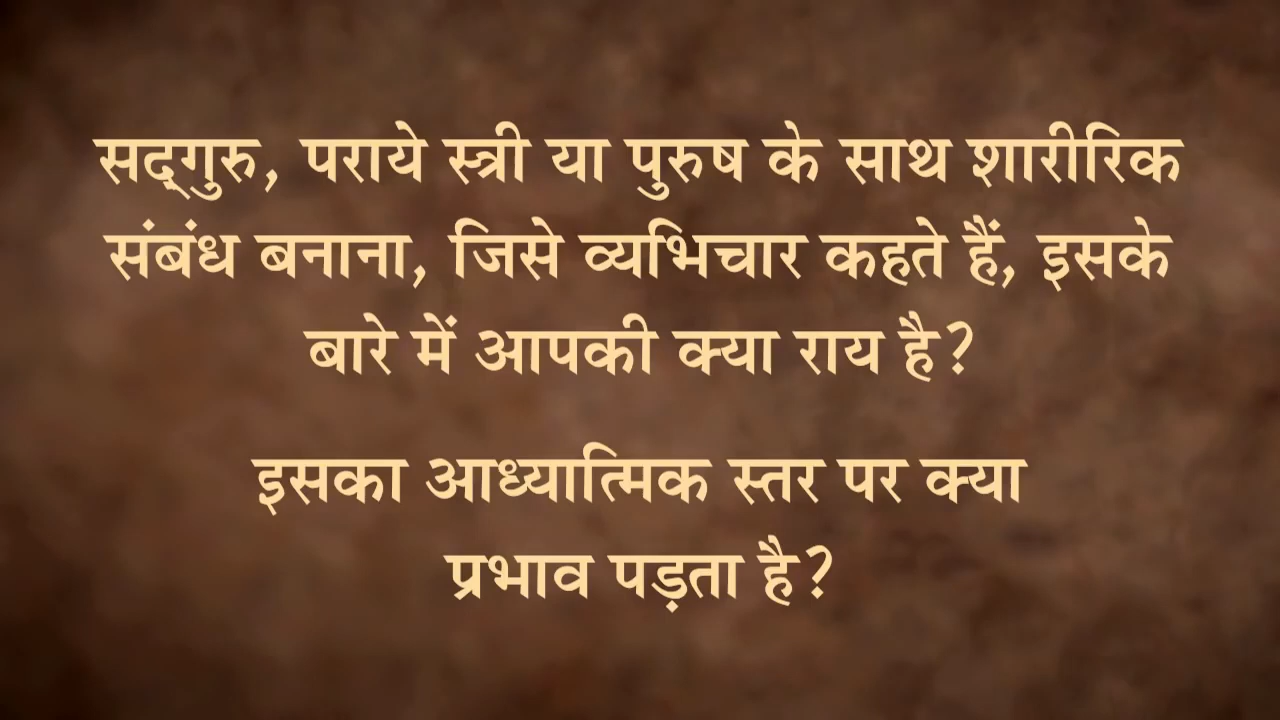 सद्गुरु, पराये स्त्री या पुरुष के साथ शारीरिक
संबंध बनाना, जिसे व्यभिचार कहते हैं, इसके
बारे में आपकी क्या राय है?
इसका आध्यात्मिक स्तर पर क्या
प्रभाव पड़ता है?